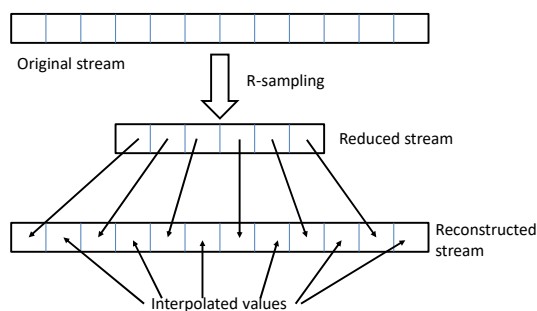 Original stream
R-sampling
Reduced stream
Reconstructed
stream
Interpolated values